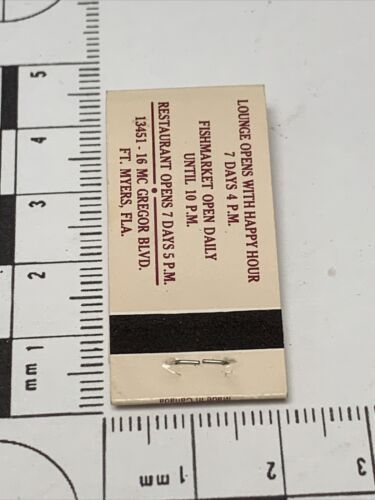 LOUNGE OPENS WITH HAPPY HOUR
7 DAYS 4 P.M.
FISHMARKET OPEN DAILY
UNTIL 10 P.M.
RESTAURANT OPENS 7 DAYS 5 P.M.
13451 - 16 MC GREGOR BLVD.
FT. MYERS, FLA.
Made in Canada
5
4
3
2
1
mm
mm
1
2
3